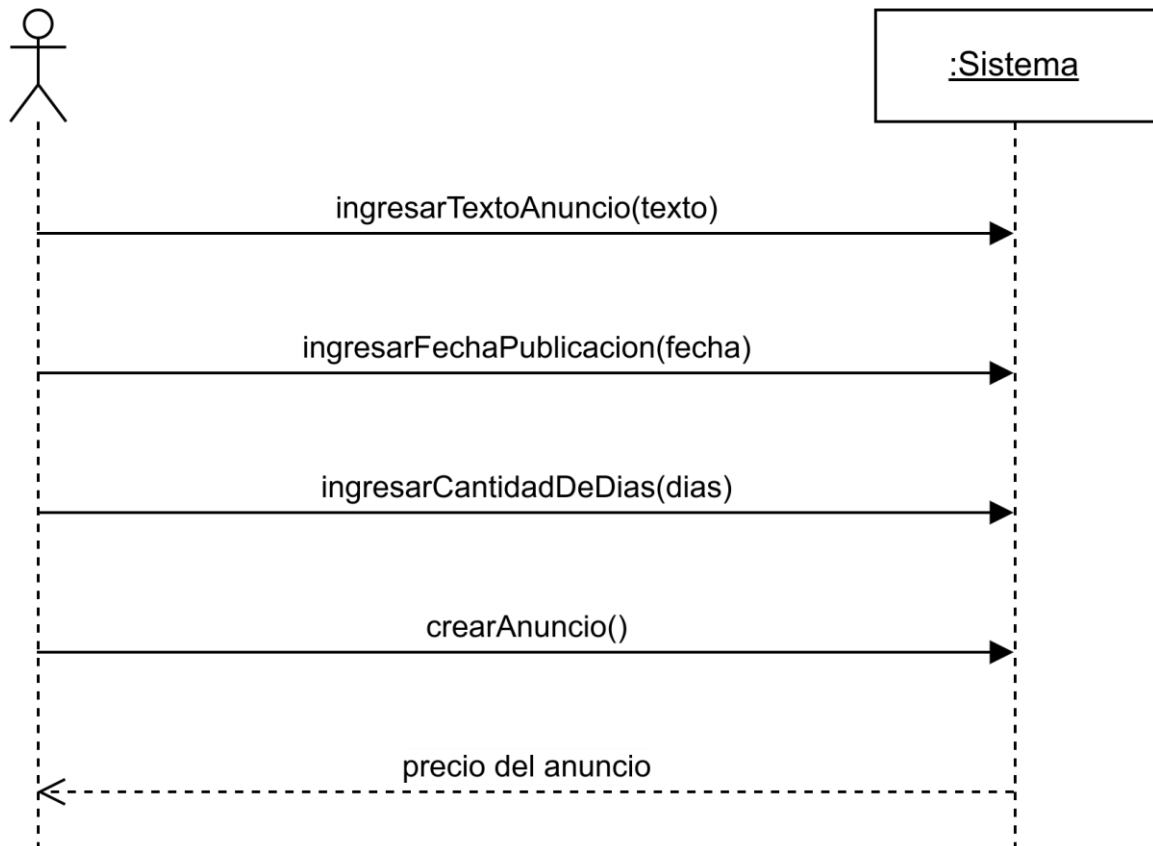 :Sistema
ingresarTextoAnuncio(texto)
ingresarFechaPublicacion(fecha)
ingresarCantidadDeDias(dias)
crearAnuncio()
precio del anuncio